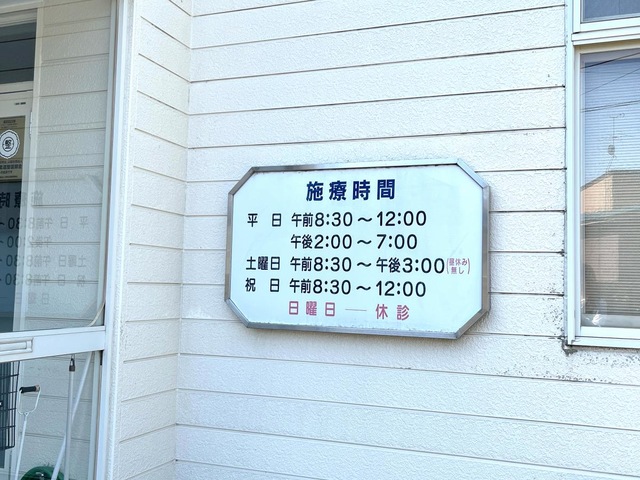 施療時間
平 日 午前8:30～12:00
午後2:00～7:00
土曜日 午前8:30～午後3:00(昼休み無し)
祝 日 午前8:30～12:00
日曜日 ── 休診